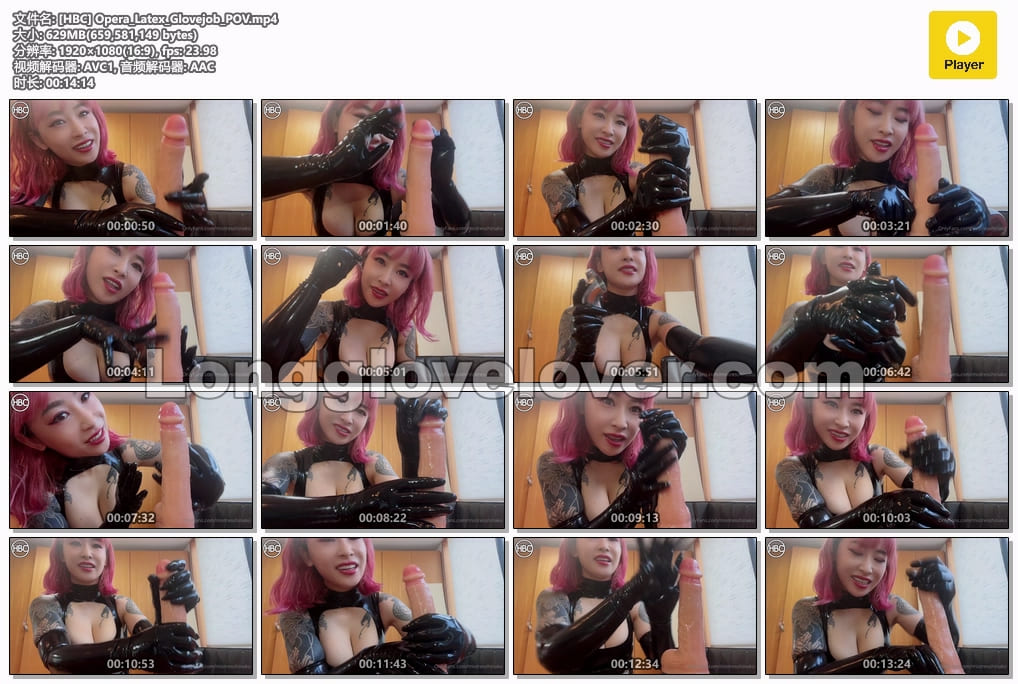 文件名: [HBC] Opera_Latex_Glovejob_POV.mp4
大小: 629MB(659,581,149 bytes)
分辨率: 1920×1080(16:9), fps: 23.98
视频解码器: AVC1, 音频解码器: AAC
时长: 00:14:14
Player
HBC HBC HBC HBC
00:00:50 00:01:40 00:02:30 00:03:21
HBC HBC HBC HBC
00:04:11 00:05:01 00:05:51 00:06:42
Longglovelover.com
HBC HBC HBC HBC
00:07:32 00:08:22 00:09:13 00:10:03
HBC HBC HBC HBC
00:10:53 00:11:43 00:12:34 00:13:24